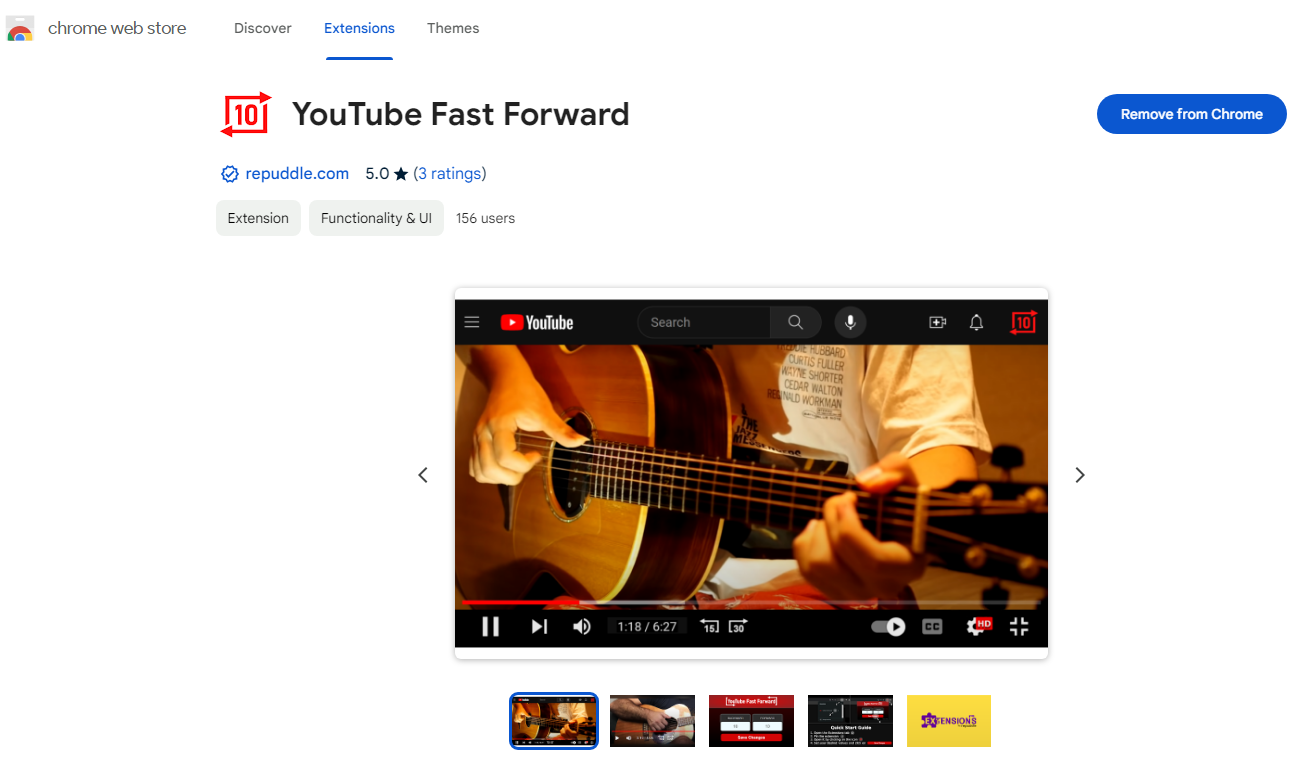 chrome web store Discover Extensions Themes
10 YouTube Fast Forward Remove from Chrome
repuddle.com 5.0 ★ (3 ratings)
Extension Functionality & UI 156 users
YouTube Search 10
FREDDIE HUBBARD
CURTIS FULLER
WAYNE SHORTER
CEDAR WALTON
REGINALD WORKMAN
& THE
JAZZ
1:18 / 6:27 15 30 CC HD
YouTube Fast Forward
Save Changes
Quick Start Guide
EXTENSIONS